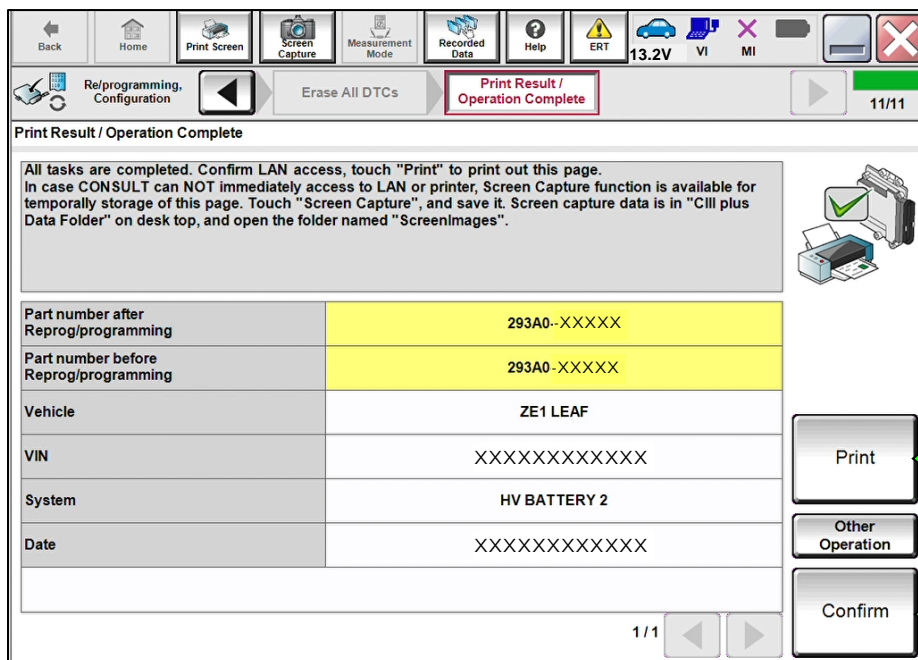 Back
Home
Print Screen
Screen
Capture
Measurement
Mode
Recorded
Data
Help
ERT
13.2V
VI
MI
Re/programming,
Configuration
Erase All DTCs
Print Result /
Operation Complete
11/11
Print Result / Operation Complete
All tasks are completed. Confirm LAN access, touch "Print" to print out this page.
In case CONSULT can NOT immediately access to LAN or printer, Screen Capture function is available for
temporally storage of this page. Touch "Screen Capture", and save it. Screen capture data is in "CIII plus
Data Folder" on desk top, and open the folder named "ScreenImages".
Part number after
Reprog/programming
293A0--XXXXX
Part number before
Reprog/programming
293A0-XXXXX
Vehicle
ZE1 LEAF
VIN
XXXXXXXXXXXX
System
HV BATTERY 2
Date
XXXXXXXXXXXX
Print
Other
Operation
Confirm
1/1